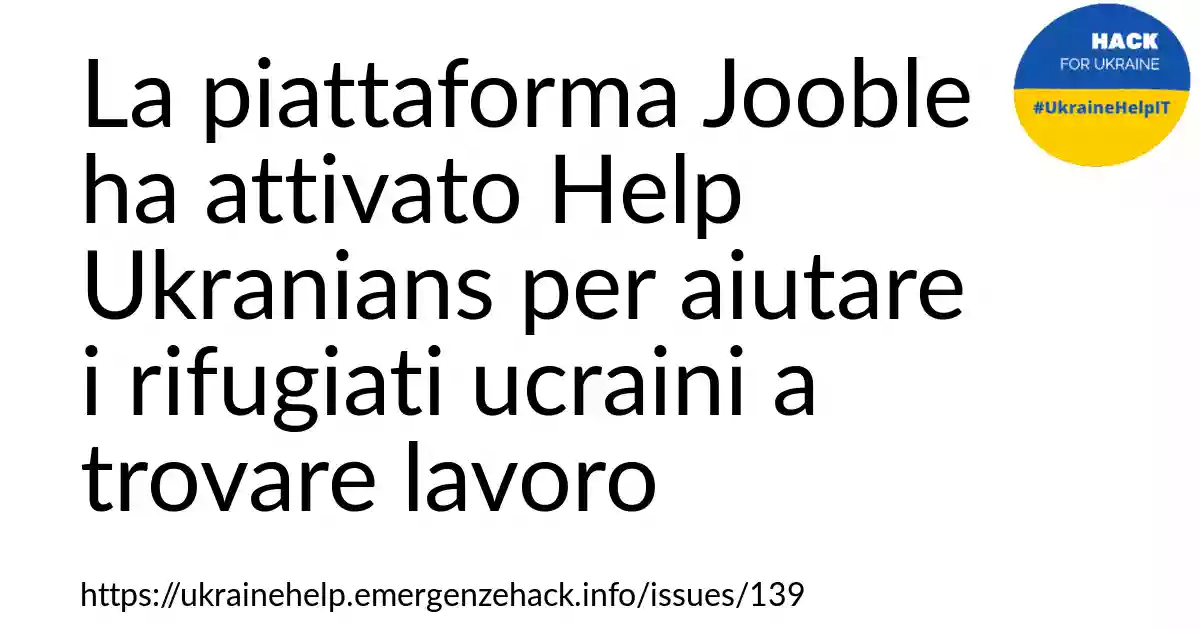 La piattaforma Jooble
ha attivato Help
Ukranians per aiutare
i rifugiati ucraini a
trovare lavoro
HACK
FOR UKRAINE
#UkraineHelpIT
https://ukrainehelp.emergenzehack.info/issues/139